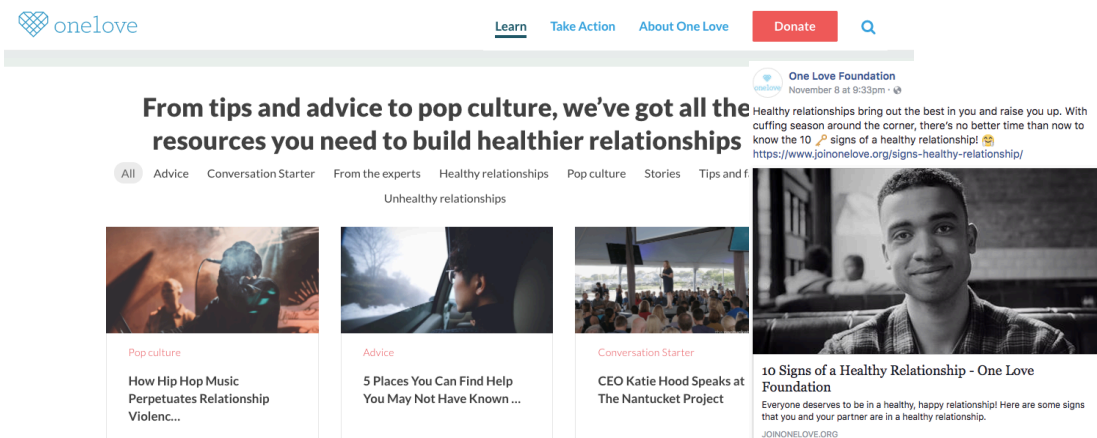 onelove
Learn Take Action About One Love Donate
From tips and advice to pop culture, we've got all the
resources you need to build healthier relationships
All Advice Conversation Starter From the experts Healthy relationships Pop culture Stories Tips and f
Unhealthy relationships
Pop culture
How Hip Hop Music
Perpetuates Relationship
Violenc...
Advice
5 Places You Can Find Help
You May Not Have Known ...
Conversation Starter
CEO Katie Hood Speaks at
The Nantucket Project
onelove
One Love Foundation
November 8 at 9:33pm ·
Healthy relationships bring out the best in you and raise you up. With
cuffing season around the corner, there's no better time than now to
know the 10 🗝️ signs of a healthy relationship! 🤗
https://www.joinonelove.org/signs-healthy-relationship/
10 Signs of a Healthy Relationship - One Love
Foundation
Everyone deserves to be in a healthy, happy relationship! Here are some signs
that you and your partner are in a healthy relationship.
JOINONELOVE.ORG